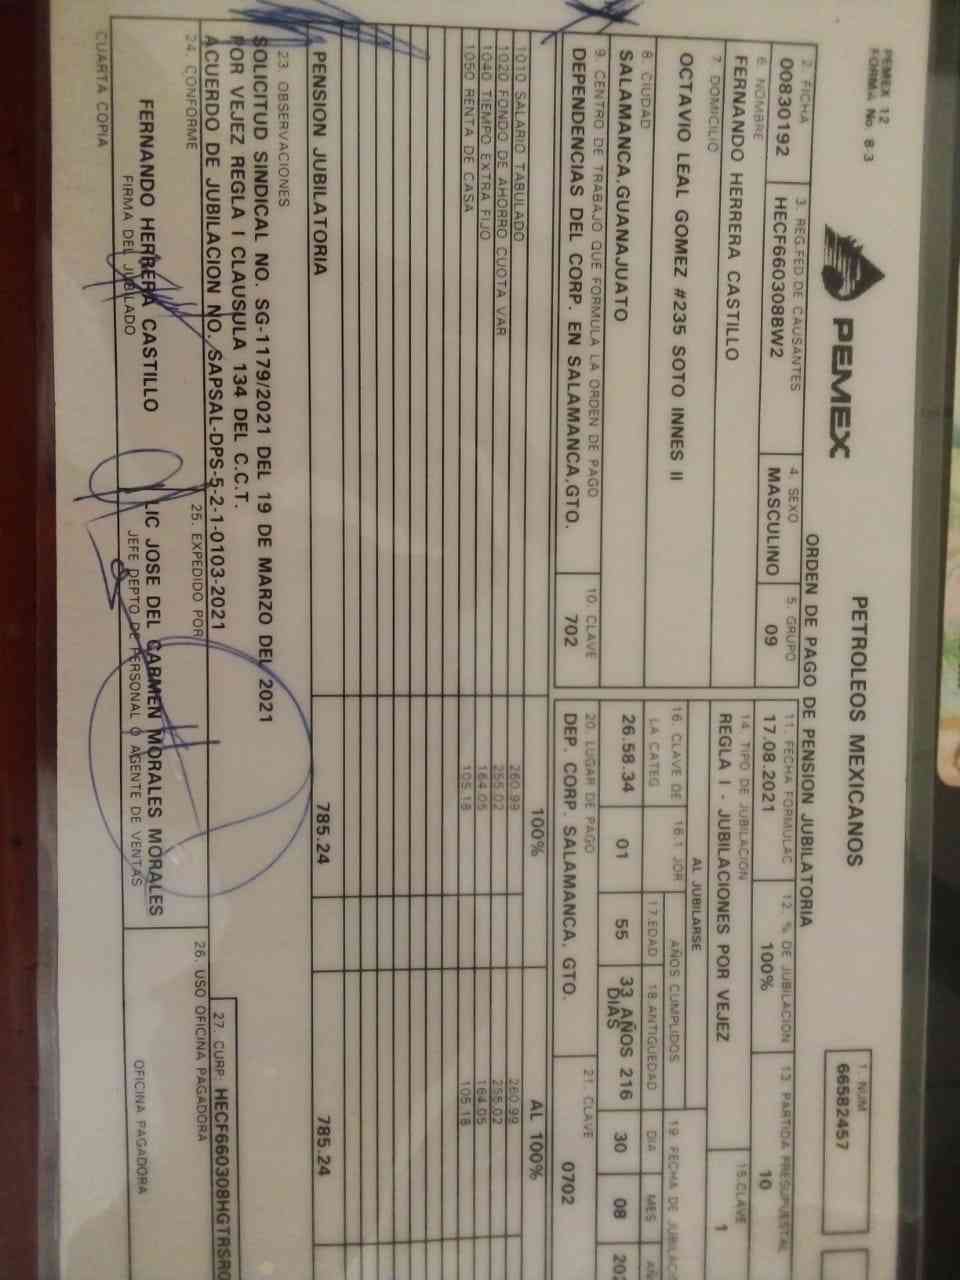 PEMEX 12
FORMA No. 8-3
PEMEX
PETROLEOS MEXICANOS
ORDEN DE PAGO DE PENSION JUBILATORIA
1. NUM
66582457
2. FICHA
00830192
3. REG.FED DE CAUSANTES
HECF660308BW2
4. SEXO
MASCULINO
5. GRUPO
09
11. FECHA FORMULAC
17.08.2021
12. % DE JUBILACION
100%
13. PARTIDA PRESUPUESTAL
10
6. NOMBRE
FERNANDO HERRERA CASTILLO
14. TIPO DE JUBILACION
REGLA I - JUBILACIONES POR VEJEZ
15.CLAVE
1
7. DOMICILIO
OCTAVIO LEAL GOMEZ #235 SOTO INNES II
AL JUBILARSE
16. CLAVE DE
LA CATEG
26.58.34
16.1 JOR
01
AÑOS CUMPLIDOS
17.EDAD
55
18.ANTIGUEDAD
33 AÑOS 216
DIAS
19. FECHA DE JUBILAC
DIA
30
MES
08
8. CIUDAD
SALAMANCA,GUANAJUATO
9. CENTRO DE TRABAJO QUE FORMULA LA ORDEN DE PAGO
DEPENDENCIAS DEL CORP. EN SALAMANCA,GTO.
10. CLAVE
702
20. LUGAR DE PAGO
DEP. CORP. SALAMANCA, GTO.
21. CLAVE
0702
100%
AL 100%
1010 SALARIO TABULADO 260.99 260.99
1020 FONDO DE AHORRO CUOTA VAR 255.02 255.02
1040 TIEMPO EXTRA FIJO 164.05 164.05
1050 RENTA DE CASA 105.18 105.18
PENSION JUBILATORIA 785.24 785.24
23. OBSERVACIONES
SOLICITUD SINDICAL NO. SG-1179/2021 DEL 19 DE MARZO DEL 2021
POR VEJEZ REGLA I CLAUSULA 134 DEL C.C.T.
ACUERDO DE JUBILACION NO. SAPSAL-DPS-5-2-1-0103-2021
27. CURP: HECF660308HGTRSR0
24. CONFORME
FERNANDO HERRERA CASTILLO
FIRMA DEL JUBILADO
25. EXPEDIDO POR
LIC JOSE DEL CARMEN MORALES MORALES
JEFE DEPTO DE PERSONAL O AGENTE DE VENTAS
26. USO OFICINA PAGADORA
OFICINA PAGADORA
CUARTA COPIA